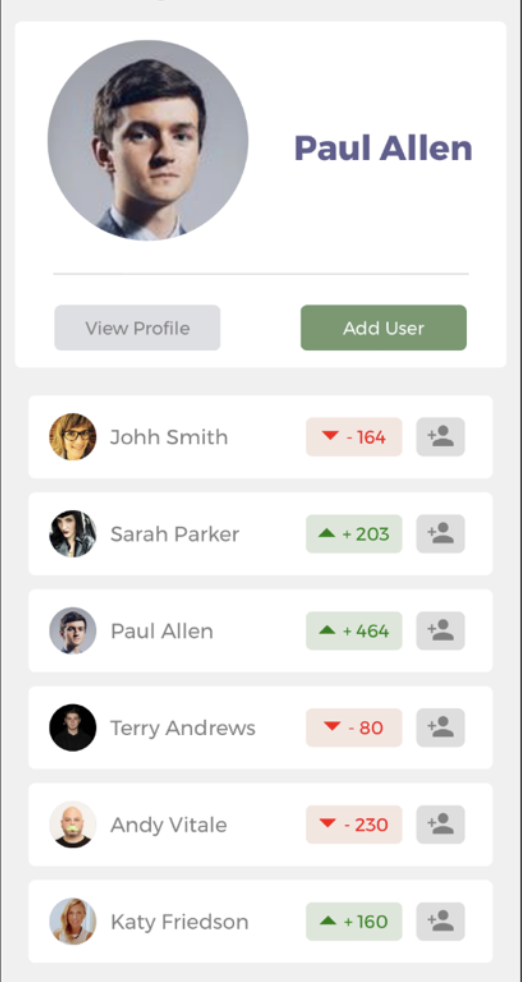 Paul Allen
View Profile
Add User
Johh Smith
- 164
Sarah Parker
+ 203
Paul Allen
+ 464
Terry Andrews
- 80
Andy Vitale
- 230
Katy Friedson
+ 160